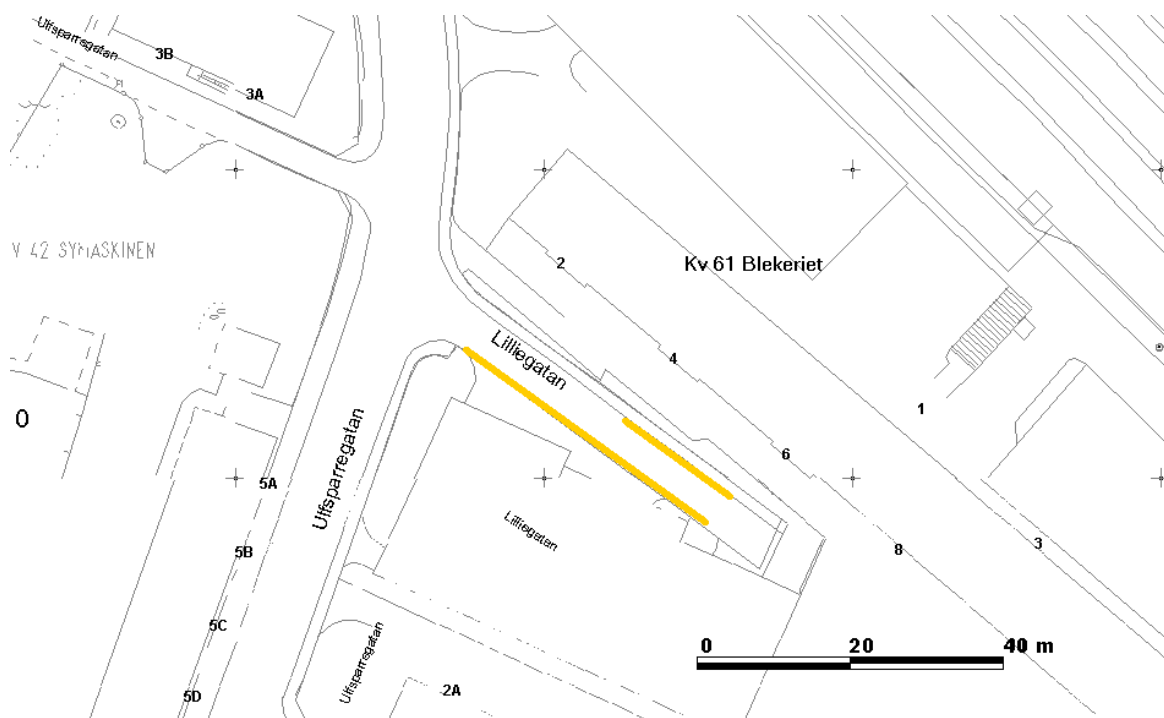 Ulfsparregatan
3B
3A
V 42 SYMASKINEN
2
Kv 61 Blekeriet
Lilliegatan
4
1
0
Ulfsparregatan
5A
6
Lilliegatan
5B
8
3
5C
Ulfsparregatan
0 20 40 m
5D
2A